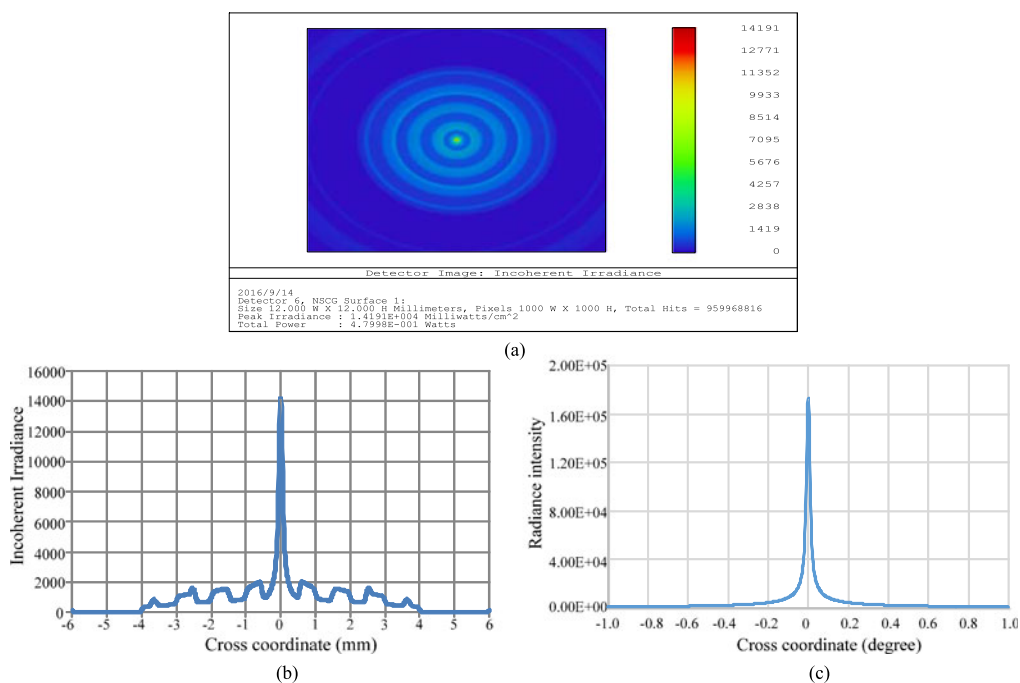 14191
12771
11352
9933
8514
7095
5676
4257
2838
1419
0
Detector Image: Incoherent Irradiance
2016/9/14
Detector 6, NSCG Surface 1:
Size 12.000 W X 12.000 H Millimeters, Pixels 1000 W X 1000 H, Total Hits = 959968816
Peak Irradiance : 1.4191E+004 Milliwatts/cm^2
Total Power : 4.7998E-001 Watts
(a)
Incoherent Irradiance
16000
14000
12000
10000
8000
6000
4000
2000
0
-6 -5 -4 -3 -2 -1 0 1 2 3 4 5 6
Cross coordinate (mm)
(b)
Radiance intensity
2.00E+05
1.60E+05
1.20E+05
8.00E+04
4.00E+04
0.00E+00
-1.0 -0.8 -0.6 -0.4 -0.2 0 0.2 0.4 0.6 0.8 1.0
Cross coordinate (degree)
(c)